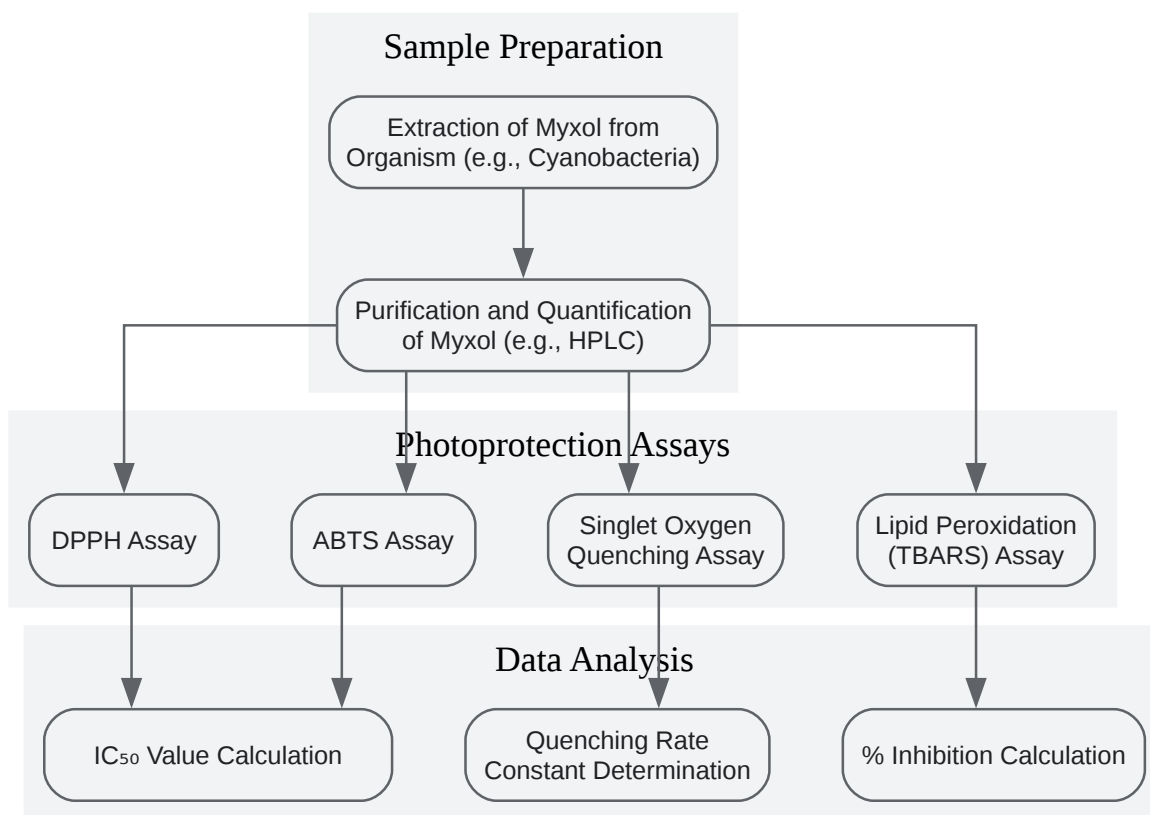 Sample Preparation
Extraction of Myxol from
Organism (e.g., Cyanobacteria)
Purification and Quantification
of Myxol (e.g., HPLC)
Photoprotection Assays
DPPH Assay
ABTS Assay
Singlet Oxygen
Quenching Assay
Lipid Peroxidation
(TBARS) Assay
Data Analysis
IC₅₀ Value Calculation
Quenching Rate
Constant Determination
% Inhibition Calculation